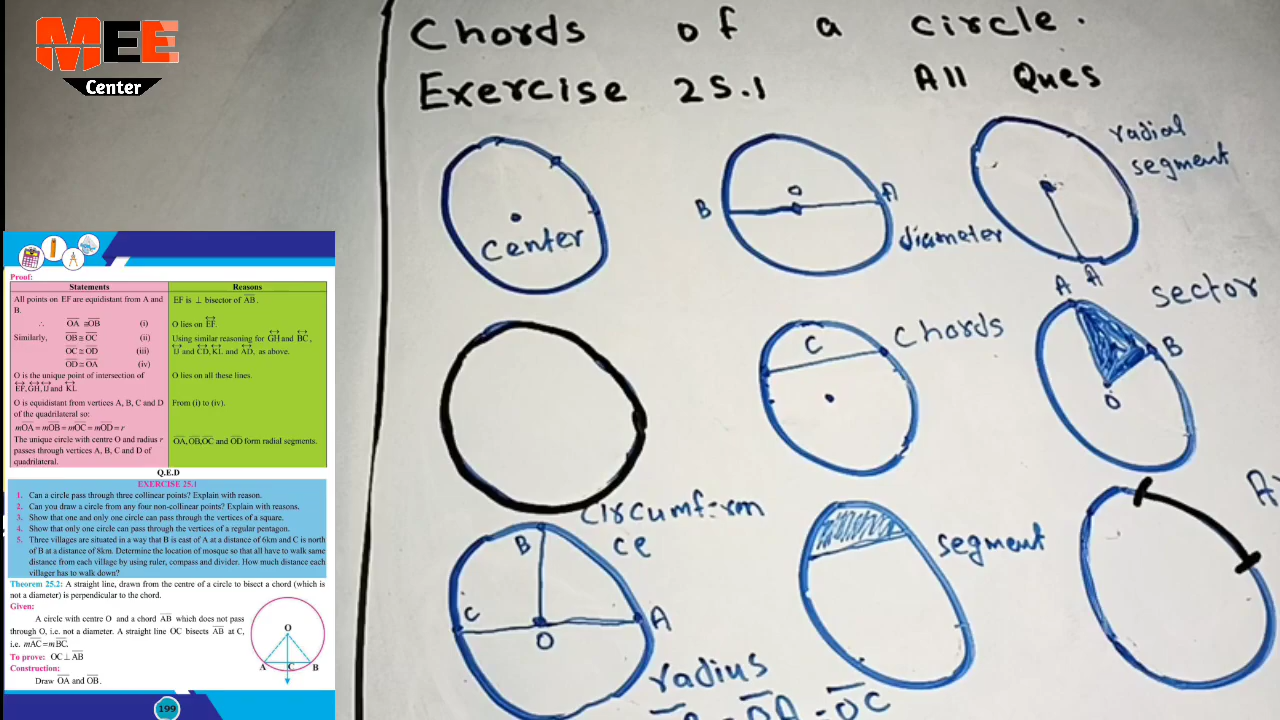 MEE
Center
Chords of a circle.
Exercise 25.1 All Ques
center
B
O
A
diameter
radial
segment
A
C
Chords
sector
A
B
O
circumf:rm
ce
B
C
A
O
radius
OA = OC
segment
Proof:
Statements
Reasons
All points on EF are equidistant from A and
B.
EF is ⊥ bisector of AB.
∴ OA ≅ OB (i)
O lies on EF.
Similarly, OB ≅ OC (ii)
OC ≅ OD (iii)
OD ≅ OA (iv)
Using similar reasoning for GH and BC,
IJ and CD, KL and AD, as above.
O is the unique point of intersection of
EF, GH, IJ and KL
O lies on all these lines.
O is equidistant from vertices A, B, C and D
of the quadrilateral so:
mOA = mOB = mOC = mOD = r
From (i) to (iv).
The unique circle with centre O and radius r
passes through vertices A, B, C and D of
quadrilateral.
OA, OB, OC and OD form radial segments.
Q.E.D
EXERCISE 25.1
1. Can a circle pass through three collinear points? Explain with reason.
2. Can you draw a circle from any four non-collinear points? Explain with reasons.
3. Show that one and only one circle can pass through the vertices of a square.
4. Show that only one circle can pass through the vertices of a regular pentagon.
5. Three villages are situated in a way that B is east of A at a distance of 6km and C is north
of B at a distance of 8km. Determine the location of mosque so that all have to walk same
distance from each village by using ruler, compass and divider. How much distance each
villager has to walk down?
Theorem 25.2: A straight line, drawn from the centre of a circle to bisect a chord (which is
not a diameter) is perpendicular to the chord.
Given:
A circle with centre O and a chord AB which does not pass
through O, i.e. not a diameter. A straight line OC bisects AB at C,
i.e. mAC = mBC.
To prove: OC ⊥ AB
Construction:
Draw OA and OB.
O
A C B
199